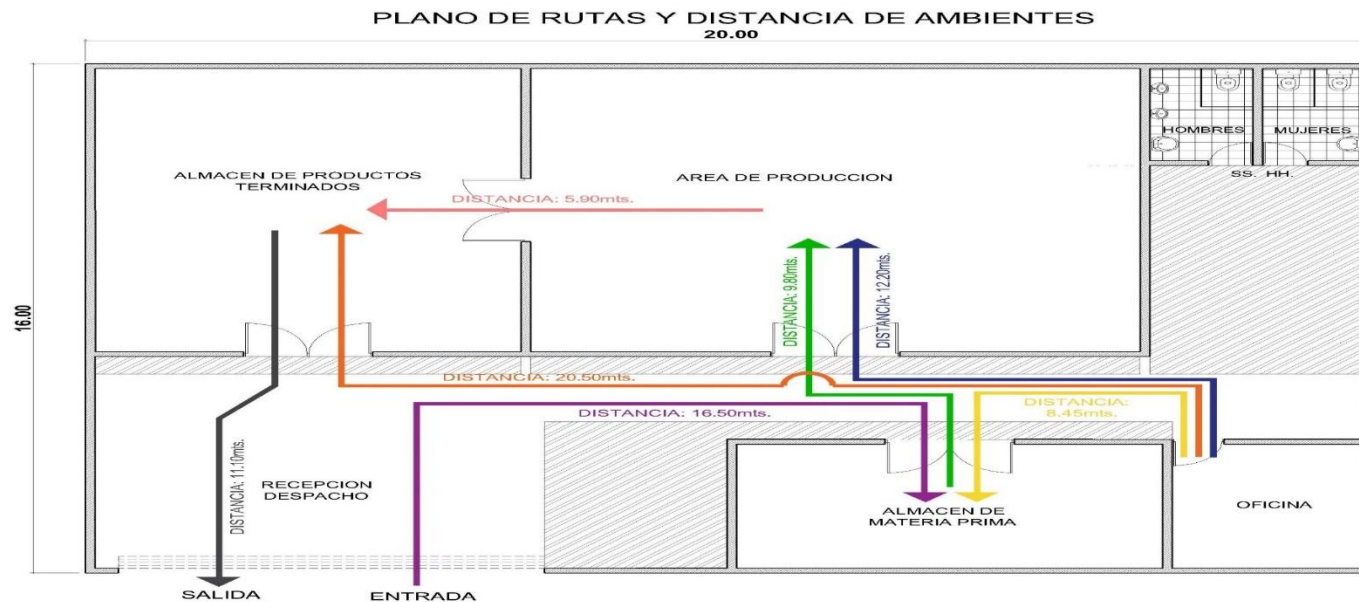 PLANO DE RUTAS Y DISTANCIA DE AMBIENTES
20.00
16.00
HOMBRES
MUJERES
SS. HH.
ALMACEN DE PRODUCTOS
TERMINADOS
AREA DE PRODUCCION
DISTANCIA: 5.90mts.
DISTANCIA: 9.80mts.
DISTANCIA: 12.20mts.
DISTANCIA: 20.50mts.
DISTANCIA: 16.50mts.
DISTANCIA:
8.45mts.
DISTANCIA: 11.10mts.
RECEPCION
DESPACHO
ALMACEN DE
MATERIA PRIMA
OFICINA
SALIDA
ENTRADA